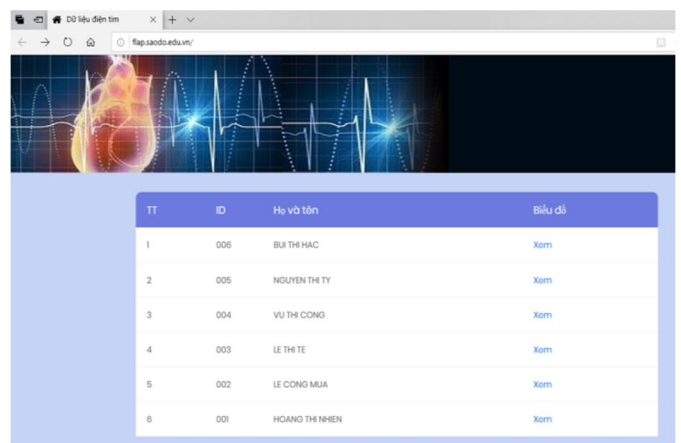 Dữ liệu điện tim
flap.saodo.edu.vn/
TT ID Họ và tên Biểu đồ
1 006 BUI THI HAC Xem
2 005 NGUYEN THI TY Xem
3 004 VU THI CONG Xem
4 003 LE THI TE Xem
5 002 LE CONG MUA Xem
6 001 HOANG THI NHIEN Xem